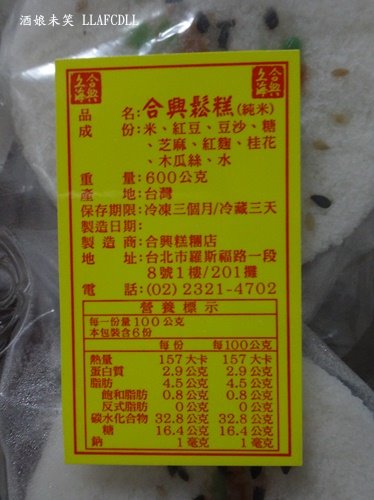 酒娘未笑 LLAFCDLL
合興
上海
合興
上海
品名:合興鬆糕(純米)
成份:米、紅豆、豆沙、糖
、芝麻、紅麴、桂花
、木瓜絲、水
重量:600公克
產地:台灣
保存期限:冷凍三個月/冷藏三天
製造日期:
製造商:合興糕糰店
地址:台北市羅斯福路一段
8號1樓/201攤
電話:(02) 2321-4702
營養標示
每一份量100公克
本包裝含6份
每份 每100公克
熱量 157大卡 157大卡
蛋白質 2.9公克 2.9公克
脂肪 4.5公克 4.5公克
飽和脂肪 0.8公克 0.8公克
反式脂肪 0公克 0公克
碳水化合物 32.8公克 32.8公克
糖 16.4公克 16.4公克
鈉 1毫克 1毫克